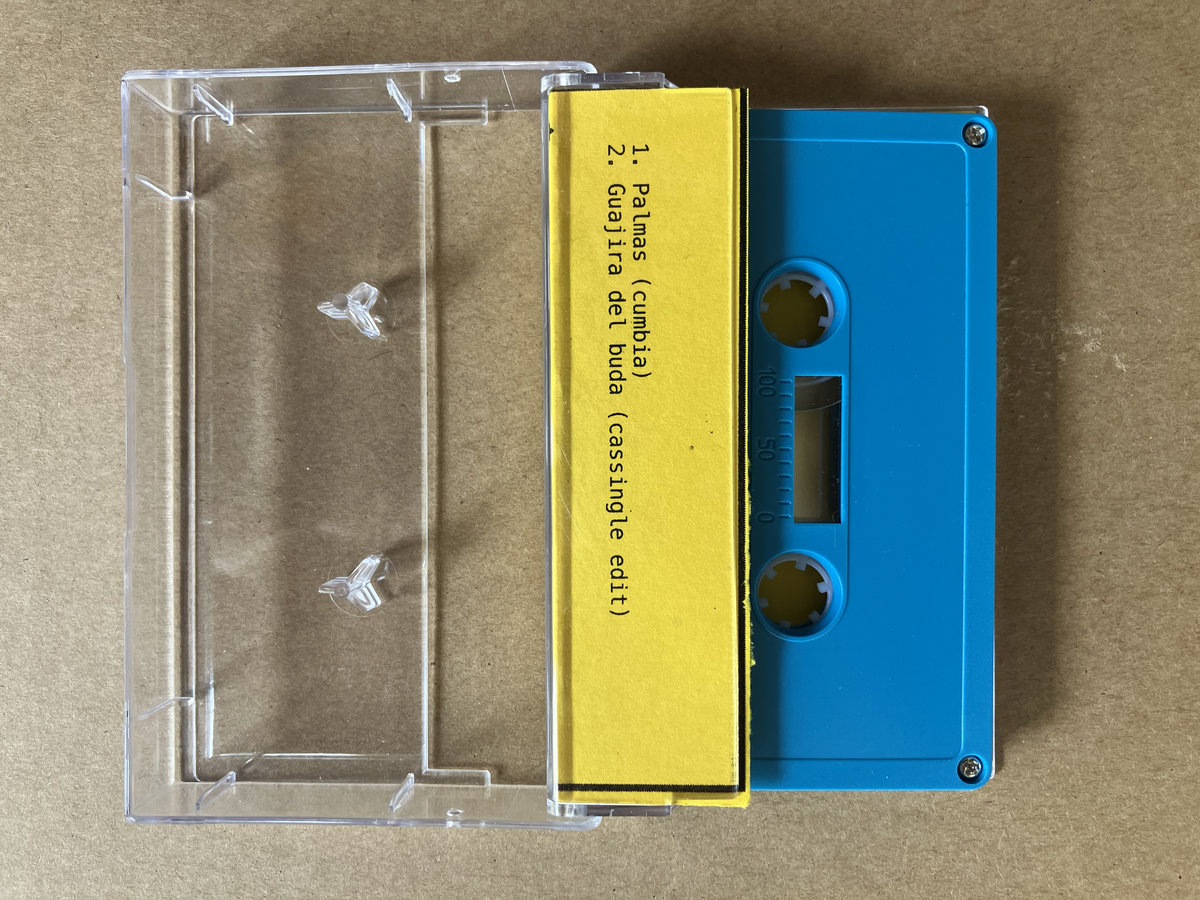 1. Palmas (cumbia)
2. Guajira del buda (cassingle edit)
100 50 0